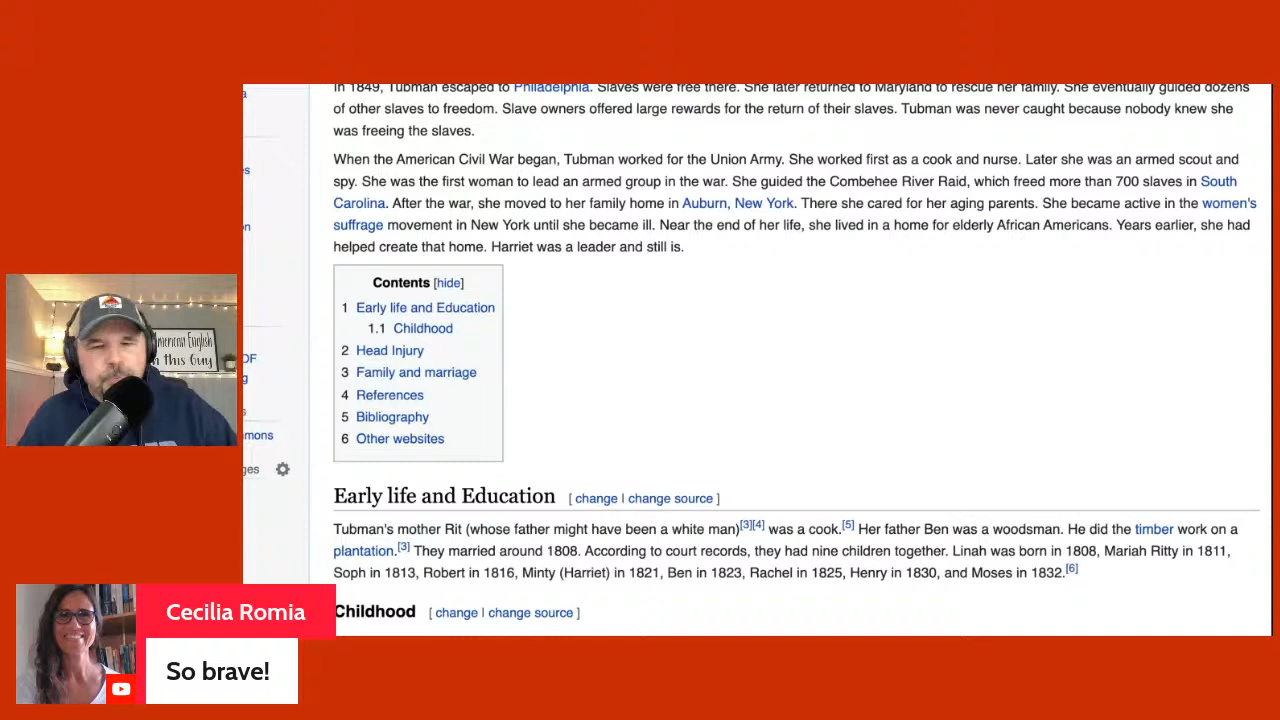 In 1849, Tubman escaped to Philadelphia. Slaves were free there. She later returned to Maryland to rescue her family. She eventually guided dozens
of other slaves to freedom. Slave owners offered large rewards for the return of their slaves. Tubman was never caught because nobody knew she
was freeing the slaves.
When the American Civil War began, Tubman worked for the Union Army. She worked first as a cook and nurse. Later she was an armed scout and
spy. She was the first woman to lead an armed group in the war. She guided the Combehee River Raid, which freed more than 700 slaves in South
Carolina. After the war, she moved to her family home in Auburn, New York. There she cared for her aging parents. She became active in the women's
suffrage movement in New York until she became ill. Near the end of her life, she lived in a home for elderly African Americans. Years earlier, she had
helped create that home. Harriet was a leader and still is.
Contents [hide]
1 Early life and Education
1.1 Childhood
2 Head Injury
3 Family and marriage
4 References
5 Bibliography
6 Other websites
Early life and Education [ change | change source ]
Tubman's mother Rit (whose father might have been a white man)[3][4] was a cook.[5] Her father Ben was a woodsman. He did the timber work on a
plantation.[3] They married around 1808. According to court records, they had nine children together. Linah was born in 1808, Mariah Ritty in 1811,
Soph in 1813, Robert in 1816, Minty (Harriet) in 1821, Ben in 1823, Rachel in 1825, Henry in 1830, and Moses in 1832.[6]
Childhood [ change | change source ]
American English
this Guy
Cecilia Romia
So brave!